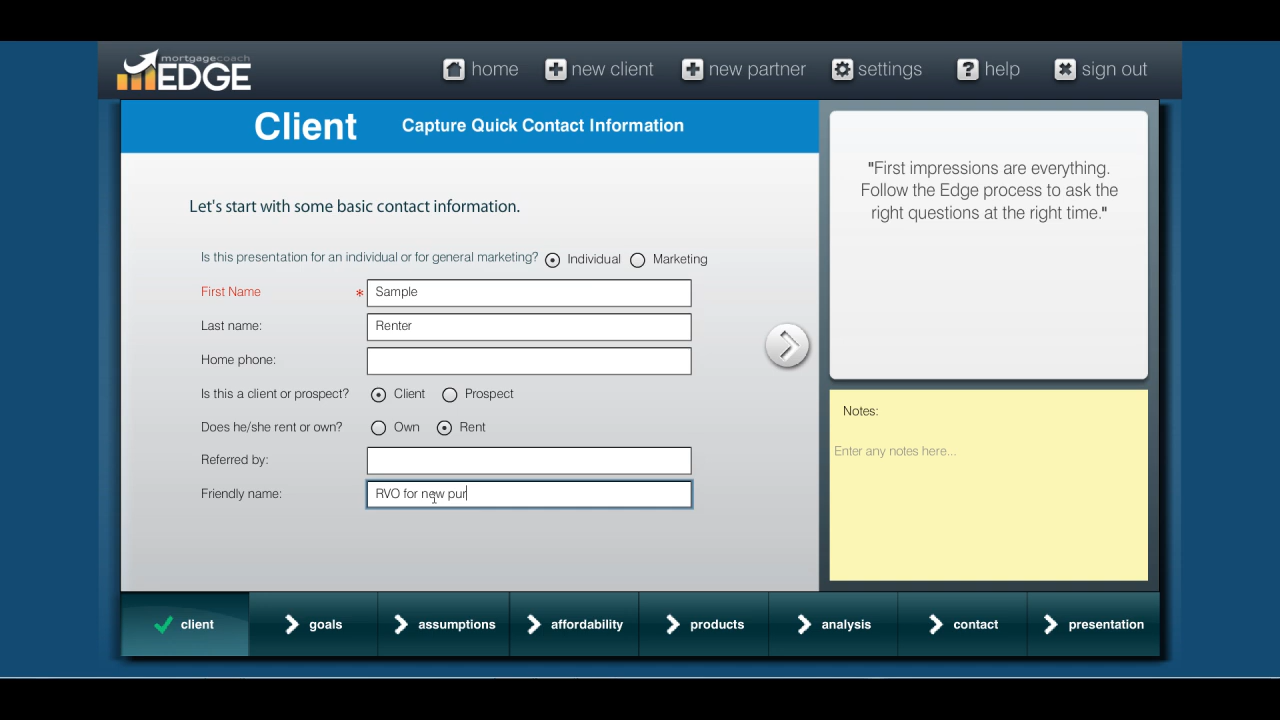 mortgagecoach
EDGE
home
new client
new partner
settings
help
sign out
Client
Capture Quick Contact Information
"First impressions are everything.
Follow the Edge process to ask the
right questions at the right time."
Let's start with some basic contact information.
Is this presentation for an individual or for general marketing? Individual Marketing
First Name * Sample
Last name: Renter
Home phone:
Is this a client or prospect? Client Prospect
Does he/she rent or own? Own Rent
Referred by:
Friendly name: RVO for new pur
Notes:
Enter any notes here...
client
goals
assumptions
affordability
products
analysis
contact
presentation